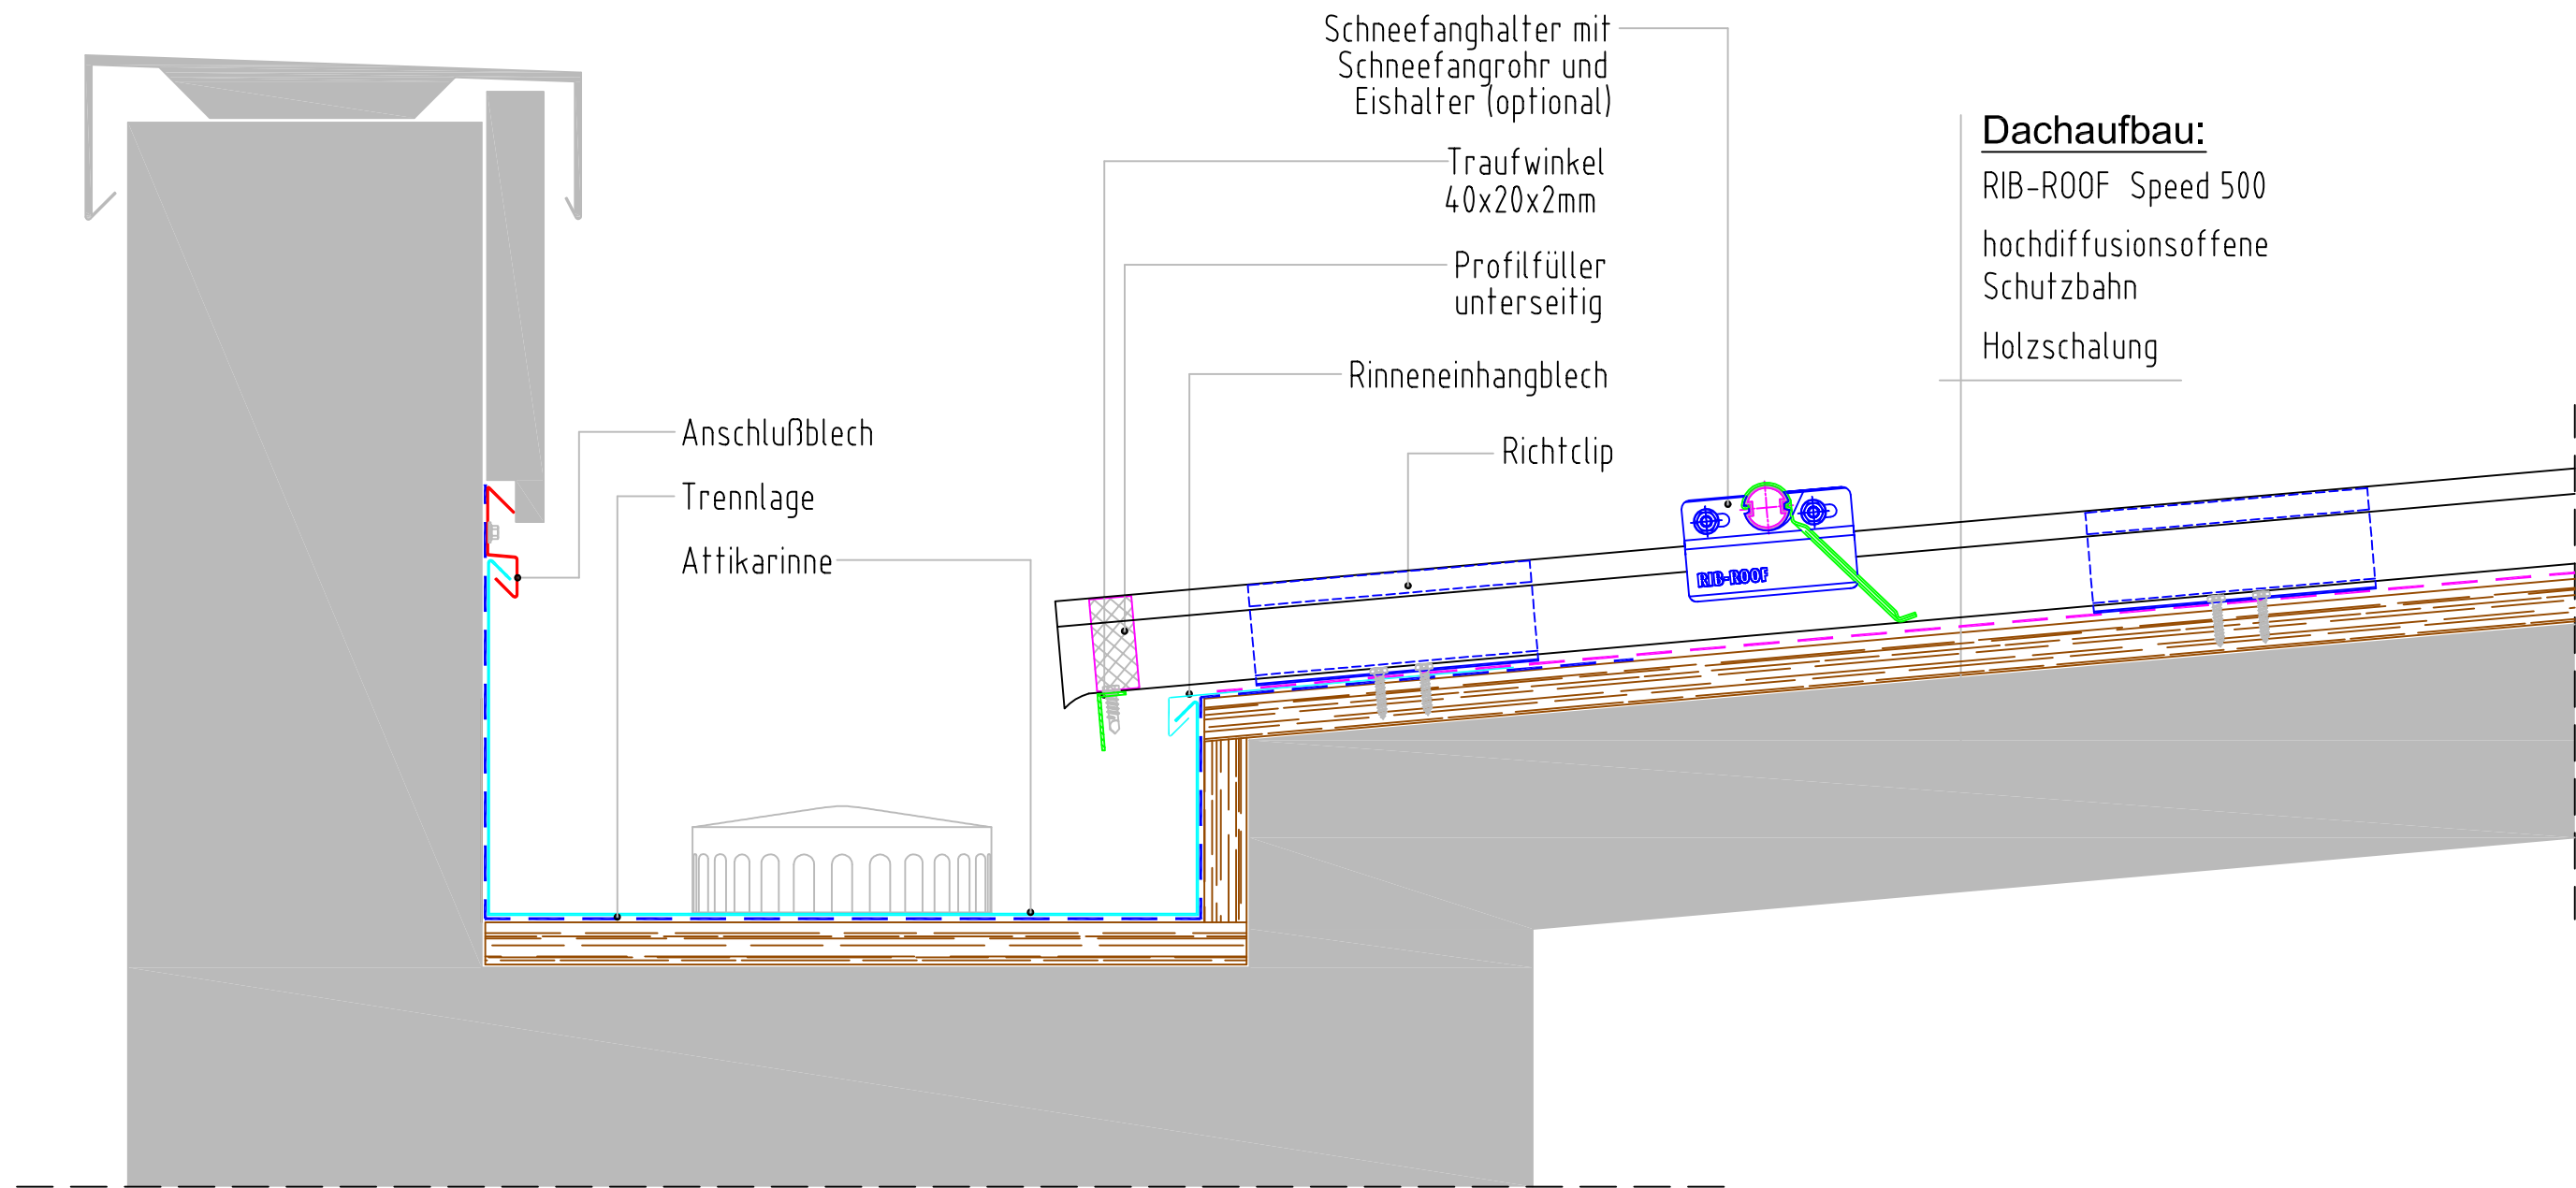 Schneefanghalter mit
Schneefangrohr und
Eishalter (optional)
Traufwinkel
40x20x2mm
Profilfüller
unterseitig
Rinneneinhangblech
Richtclip
Anschlußblech
Trennlage
Attikarinne
Dachaufbau:
RIB-ROOF Speed 500
hochdiffusionsoffene
Schutzbahn
Holzschalung
RIB-ROOF